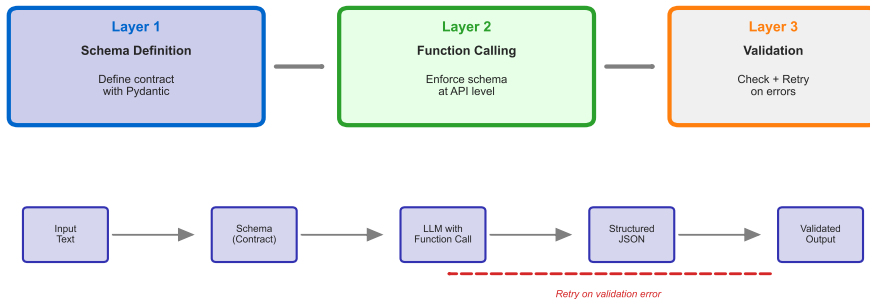 Layer 1
Schema Definition
Define contract
with Pydantic
Layer 2
Function Calling
Enforce schema
at API level
Layer 3
Validation
Check + Retry
on errors
Input
Text
Schema
(Contract)
LLM with
Function Call
Structured
JSON
Validated
Output
Retry on validation error